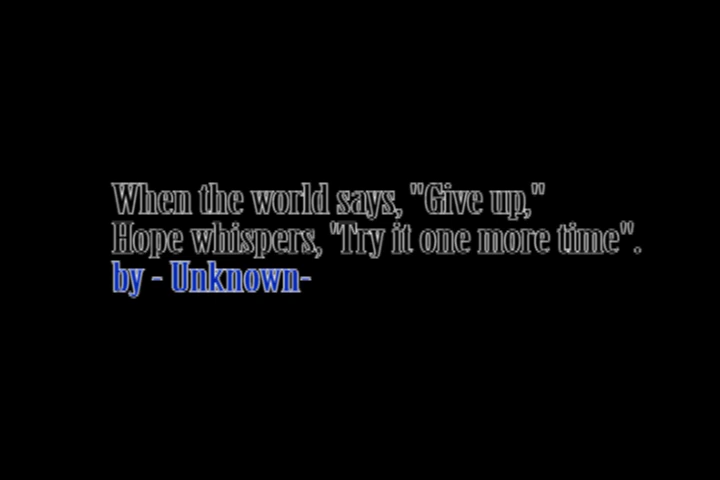 When the world says, "Give up,"
Hope whispers, "Try it one more time".
by - Unknown-